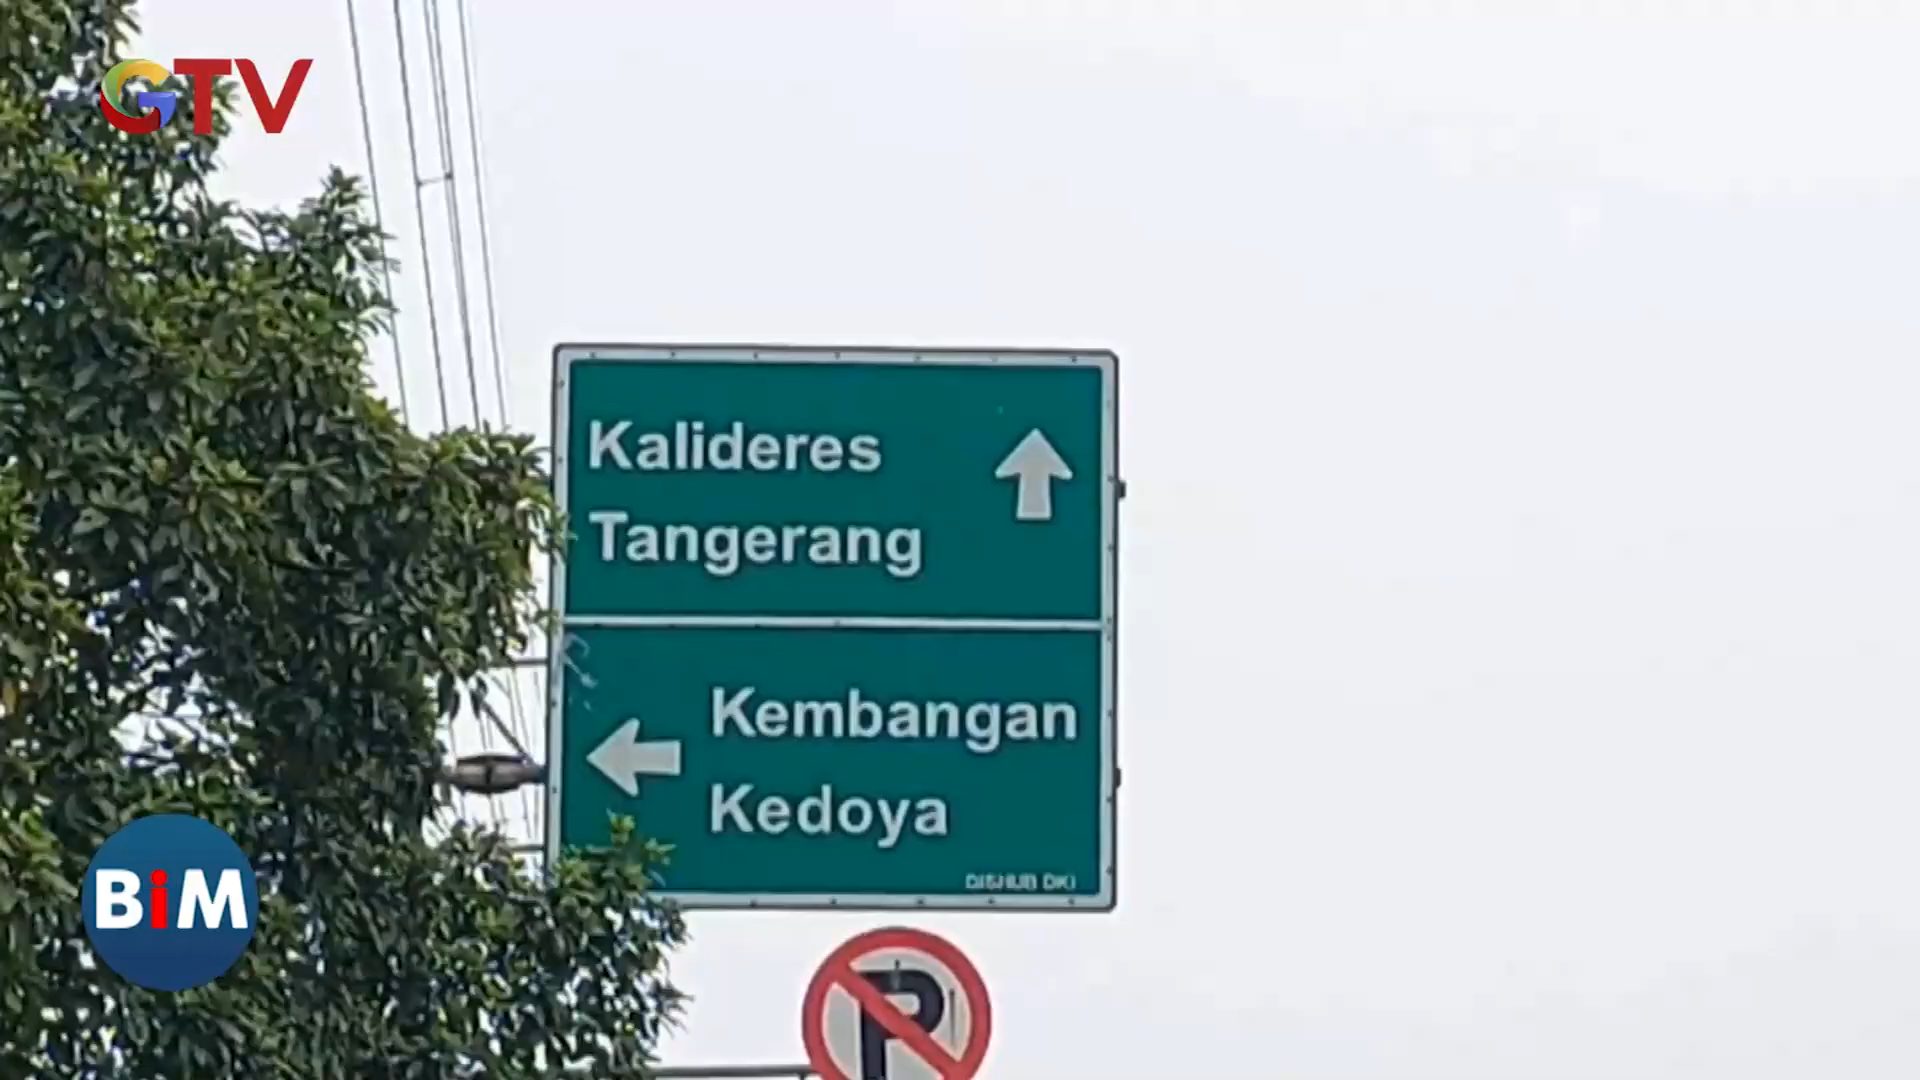 GTV
Kalideres
Tangerang
Kembangan
Kedoya
DISHUB DKI
BiM
P